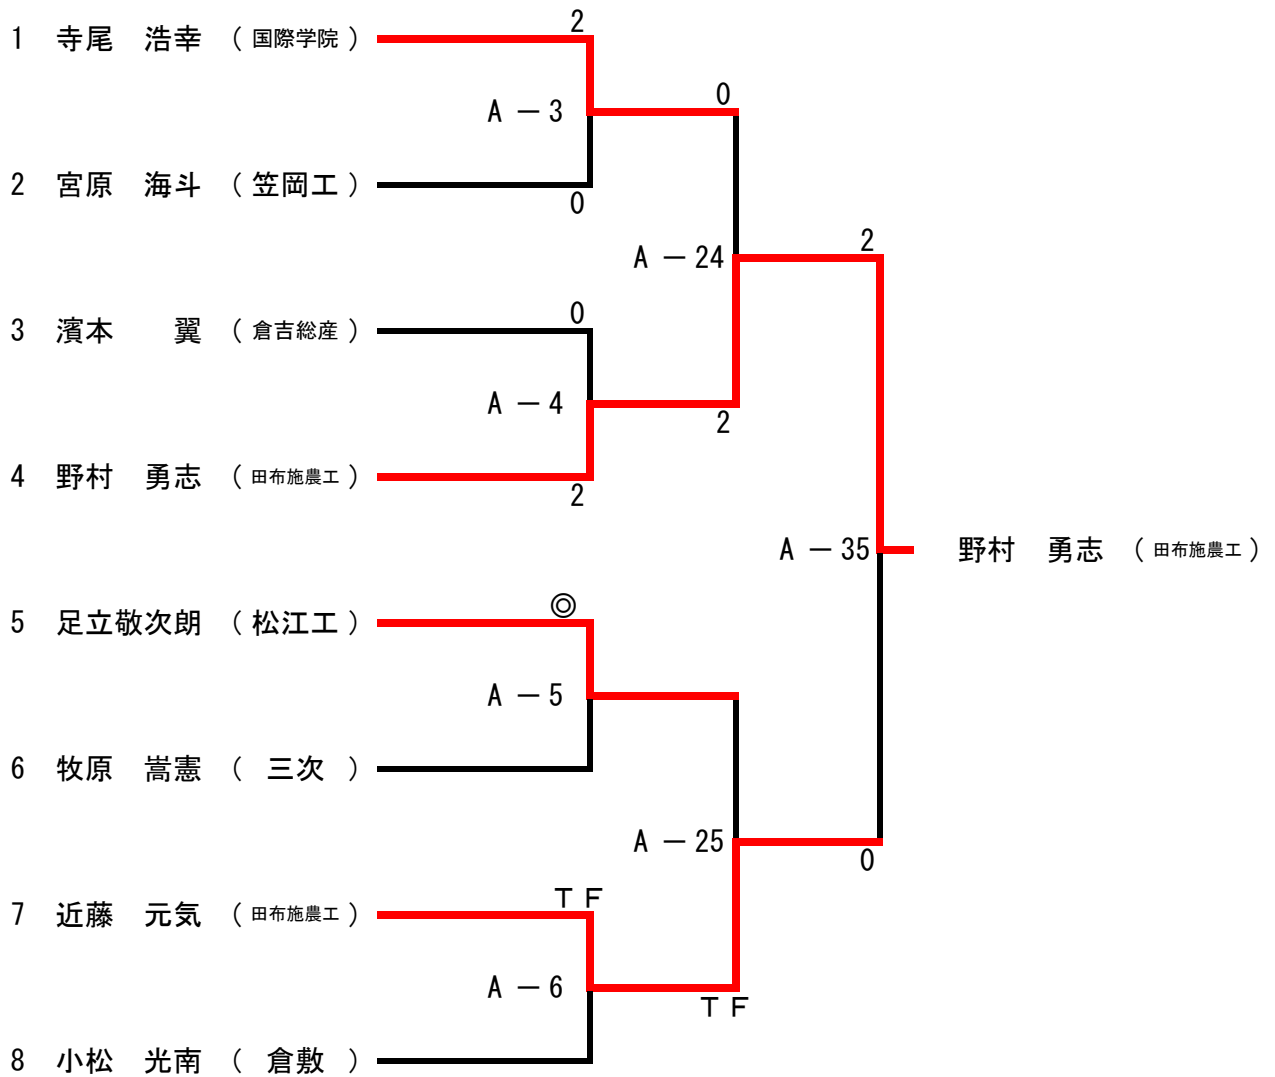 2
1 寺尾 浩幸 ( 国際学院 )
0
A － 3
2 宮原 海斗 ( 笠岡工 )
0
2
A － 24
0
3 濱本 翼 ( 倉吉総産 )
A － 4
2
4 野村 勇志 ( 田布施農工 )
2
A － 35 野村 勇志 ( 田布施農工 )
◎
5 足立敬次朗 ( 松江工 )
A － 5
6 牧原 嵩憲 ( 三次 )
A － 25
0
ＴＦ
7 近藤 元気 ( 田布施農工 )
A － 6
ＴＦ
8 小松 光南 ( 倉敷 )